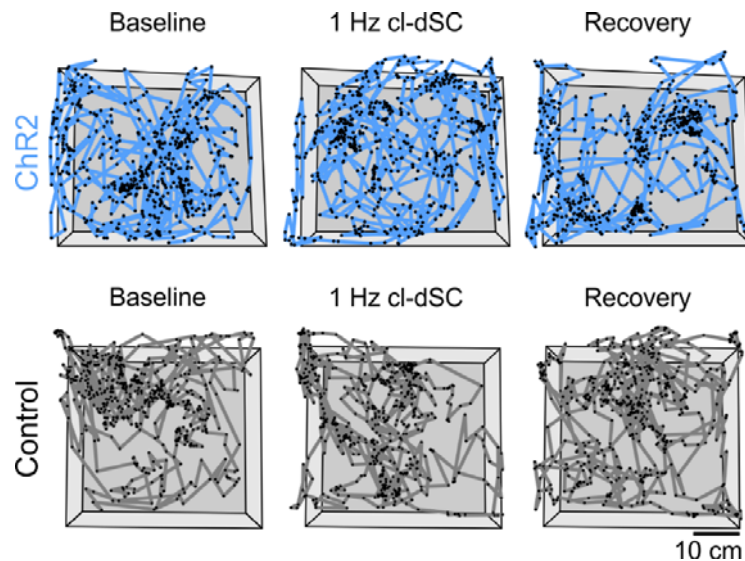 Baseline 1 Hz cl-dSC Recovery
ChR2
Baseline 1 Hz cl-dSC Recovery
Control
10 cm